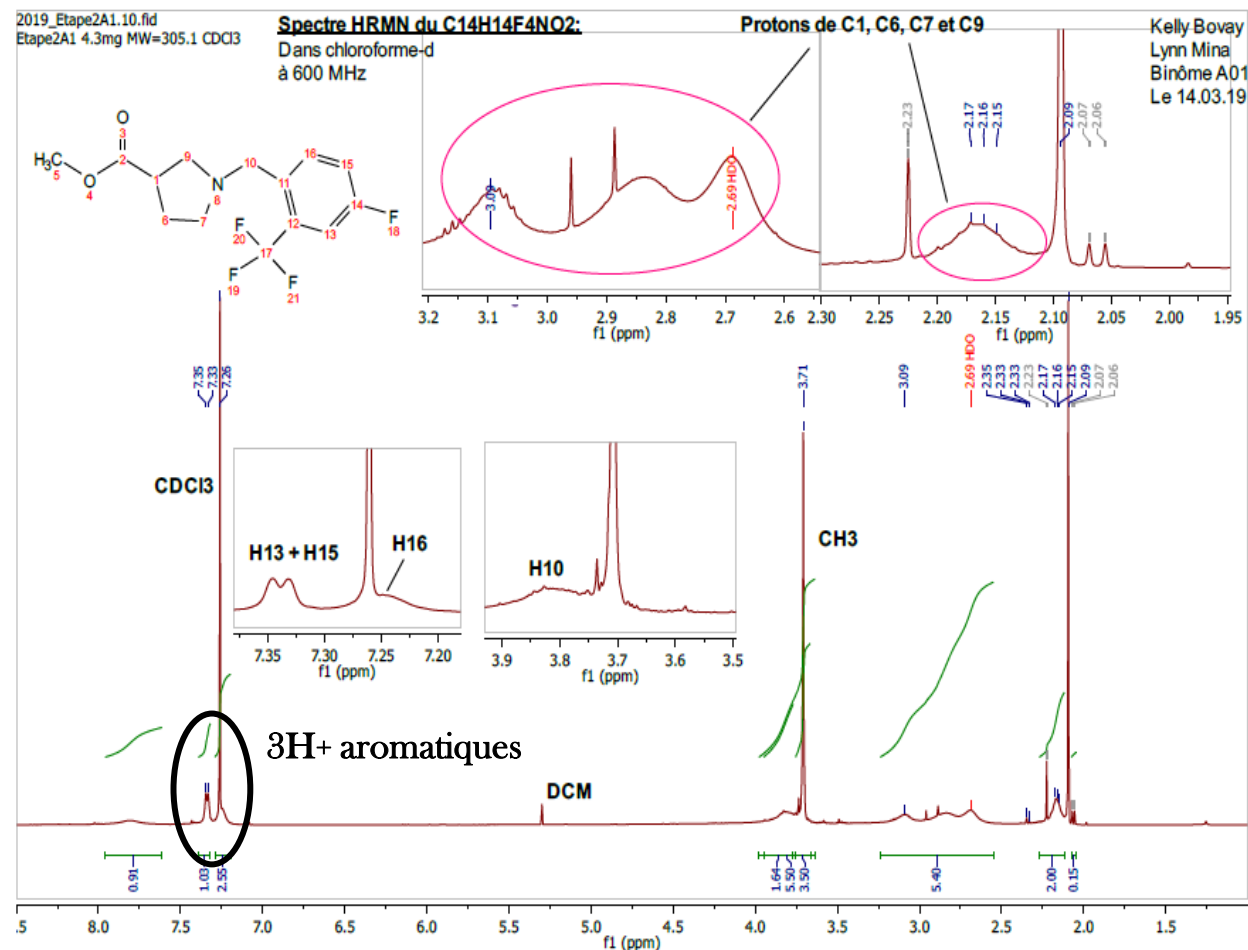 2019_Etape2A1.10.fid
Etape2A1 4.3mg MW=305.1 CDCl3
Spectre HRMN du C14H14F4NO2:
Dans chloroforme-d
à 600 MHz
Protons de C1, C6, C7 et C9
Kelly Bovay
Lynn Mina
Binôme A01
Le 14.03.19
O
3
H3C
5
2
O
4
1
9
6
7
N
8
10
11
16
15
14
13
12
F
18
F
20
17
F
19
F
21
3.09
2.69 HDO
3.2 3.1 3.0 2.9 2.8 2.7 2.6
f1 (ppm)
2.23
2.17
2.16
2.15
2.09
2.07
2.06
2.30 2.25 2.20 2.15 2.10 2.05 2.00 1.95
f1 (ppm)
7.35
7.33
7.26
3.71
3.09
2.69 HDO
2.35
2.33
2.33
2.23
2.17
2.16
2.15
2.09
2.07
2.06
CDCl3
H13 + H15
H16
7.35 7.30 7.25 7.20
f1 (ppm)
H10
3.9 3.8 3.7 3.6 3.5
f1 (ppm)
CH3
3H+ aromatiques
DCM
0.91
1.03
2.55
1.64
5.50
3.50
5.40
2.00
0.15
.5 8.0 7.5 7.0 6.5 6.0 5.5 5.0 4.5 4.0 3.5 3.0 2.5 2.0 1.5
f1 (ppm)